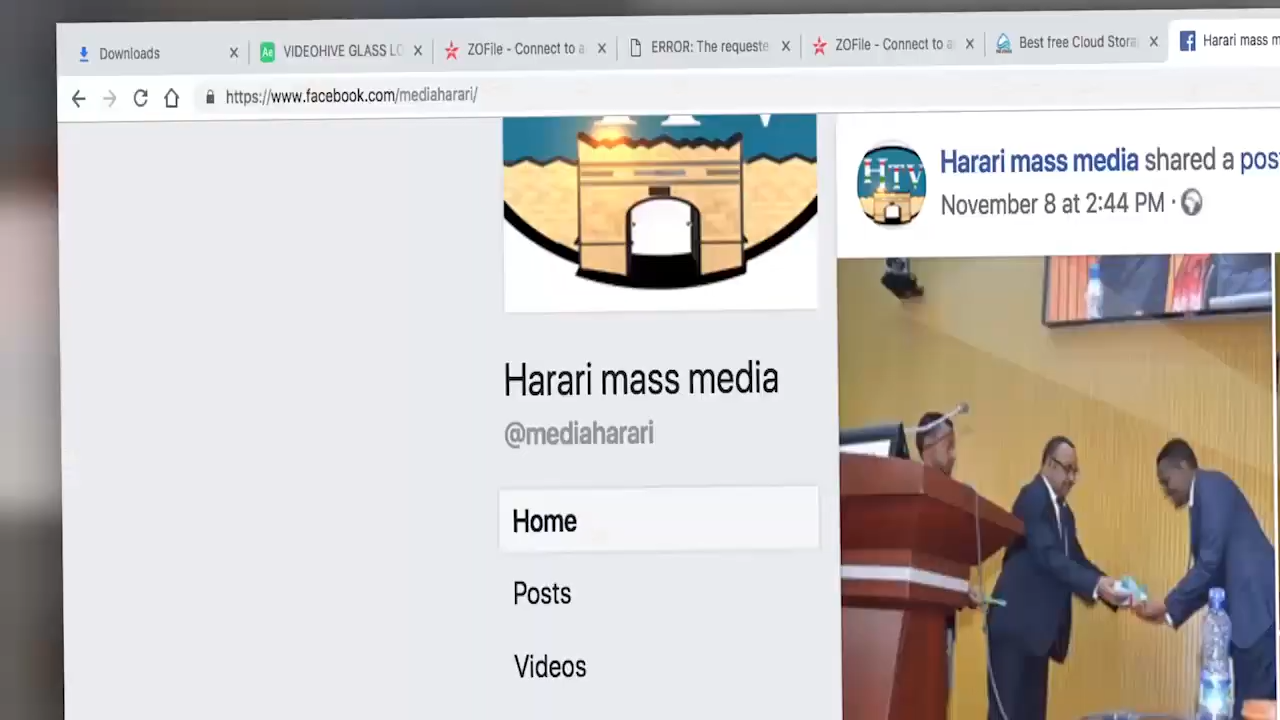 Downloads
VIDEOHIVE GLASS LO
ZOFile - Connect to a
ERROR: The requeste
ZOFile - Connect to a
Best free Cloud Stora
Harari mass m
https://www.facebook.com/mediaharari/
Harari mass media shared a pos
HTV
November 8 at 2:44 PM
Harari mass media
@mediaharari
Home
Posts
Videos